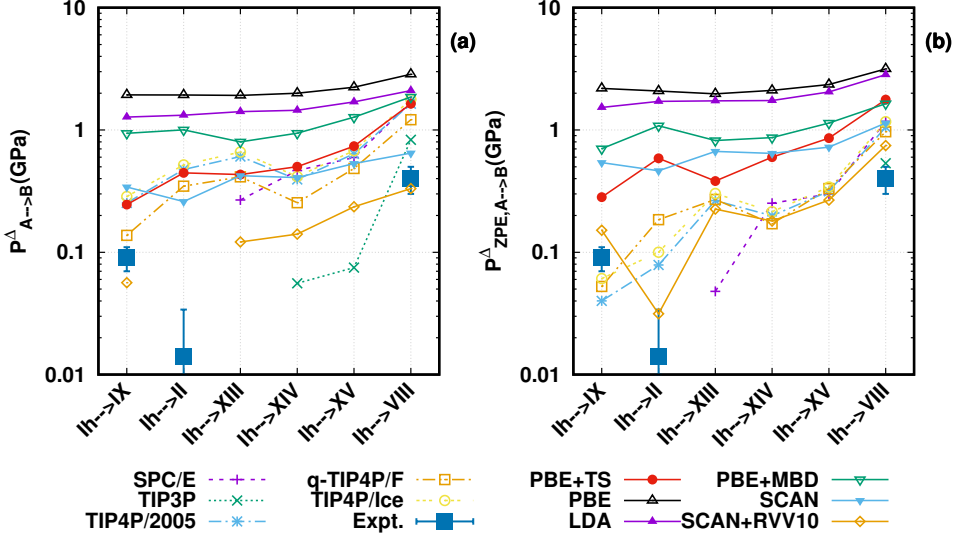 10
1
0.1
0.01
P^Δ_A-->B(GPa)
(a)
Ih-->IX
Ih-->II
Ih-->XIII
Ih-->XIV
Ih-->XV
Ih-->VIII
10
1
0.1
0.01
P^Δ_ZPE,A-->B(GPa)
(b)
Ih-->IX
Ih-->II
Ih-->XIII
Ih-->XIV
Ih-->XV
Ih-->VIII
SPC/E
TIP3P
TIP4P/2005
q-TIP4P/F
TIP4P/Ice
Expt.
PBE+TS
PBE
LDA
PBE+MBD
SCAN
SCAN+RVV10